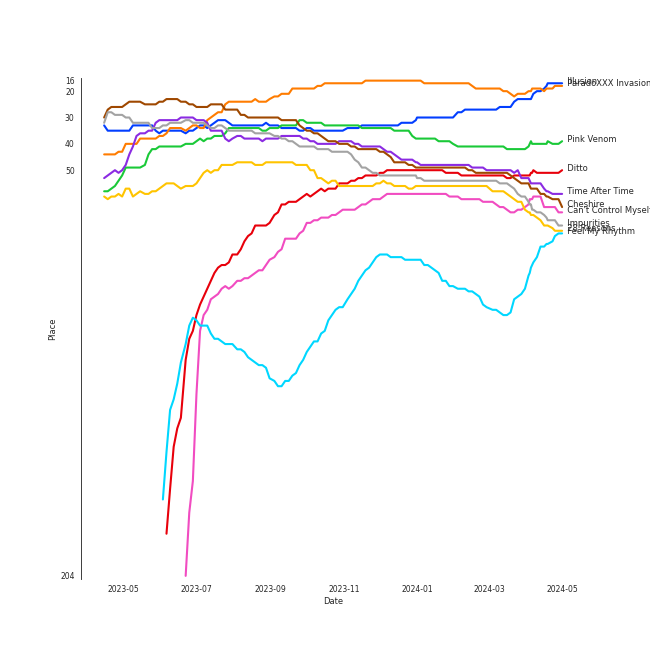 16
20
30
40
50
204
Place
2023-05
2023-07
2023-09
2023-11
2024-01
2024-03
2024-05
Date
Illusion
ParadoXXX Invasion
Pink Venom
Ditto
Time After Time
Cheshire
Can't Control Myself
Impurities
Feel My Rhythm